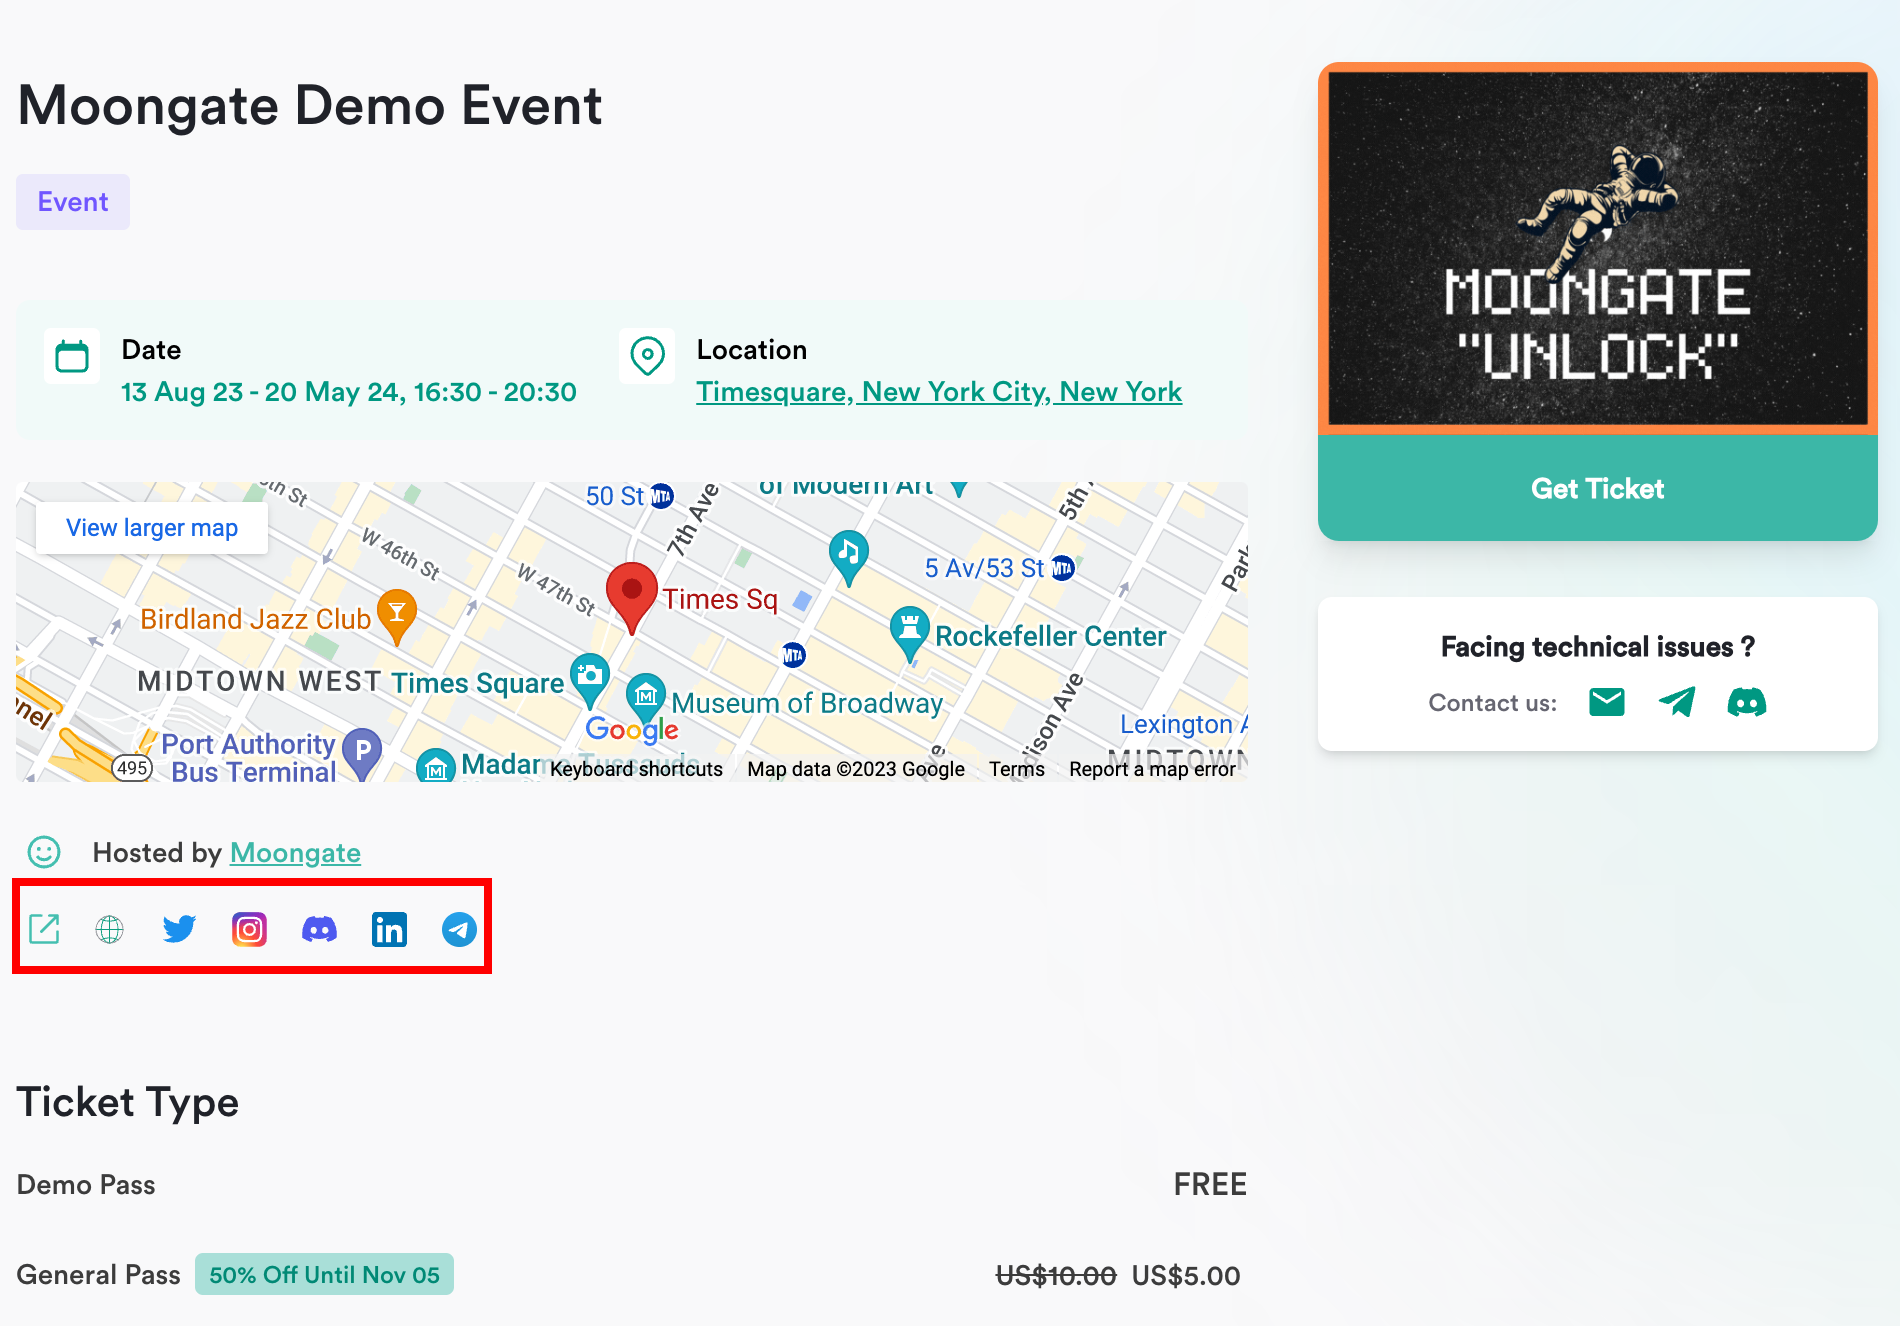 Moongate Demo Event
Event
Date
13 Aug 23 - 20 May 24, 16:30 - 20:30
Location
Timesquare, New York City, New York
View larger map
W 46th St
W 47th St
50 St
MTA
7th Ave
of Modern Art
5th
5 Av/53 St
MTA
Birdland Jazz Club
Times Sq
Rockefeller Center
MTA
MIDTOWN WEST
Times Square
Museum of Broadway
Madison Ave
Google
Lexington A
MIDTOWN
Port Authority
Bus Terminal
P
495
Madame Tussauds
Keyboard shortcuts
Map data ©2023 Google
Terms
Report a map error
Hosted by Moongate
in
Ticket Type
Demo Pass
FREE
General Pass
50% Off Until Nov 05
US$10.00 US$5.00
MOONGATE
"UNLOCK"
Get Ticket
Facing technical issues ?
Contact us: